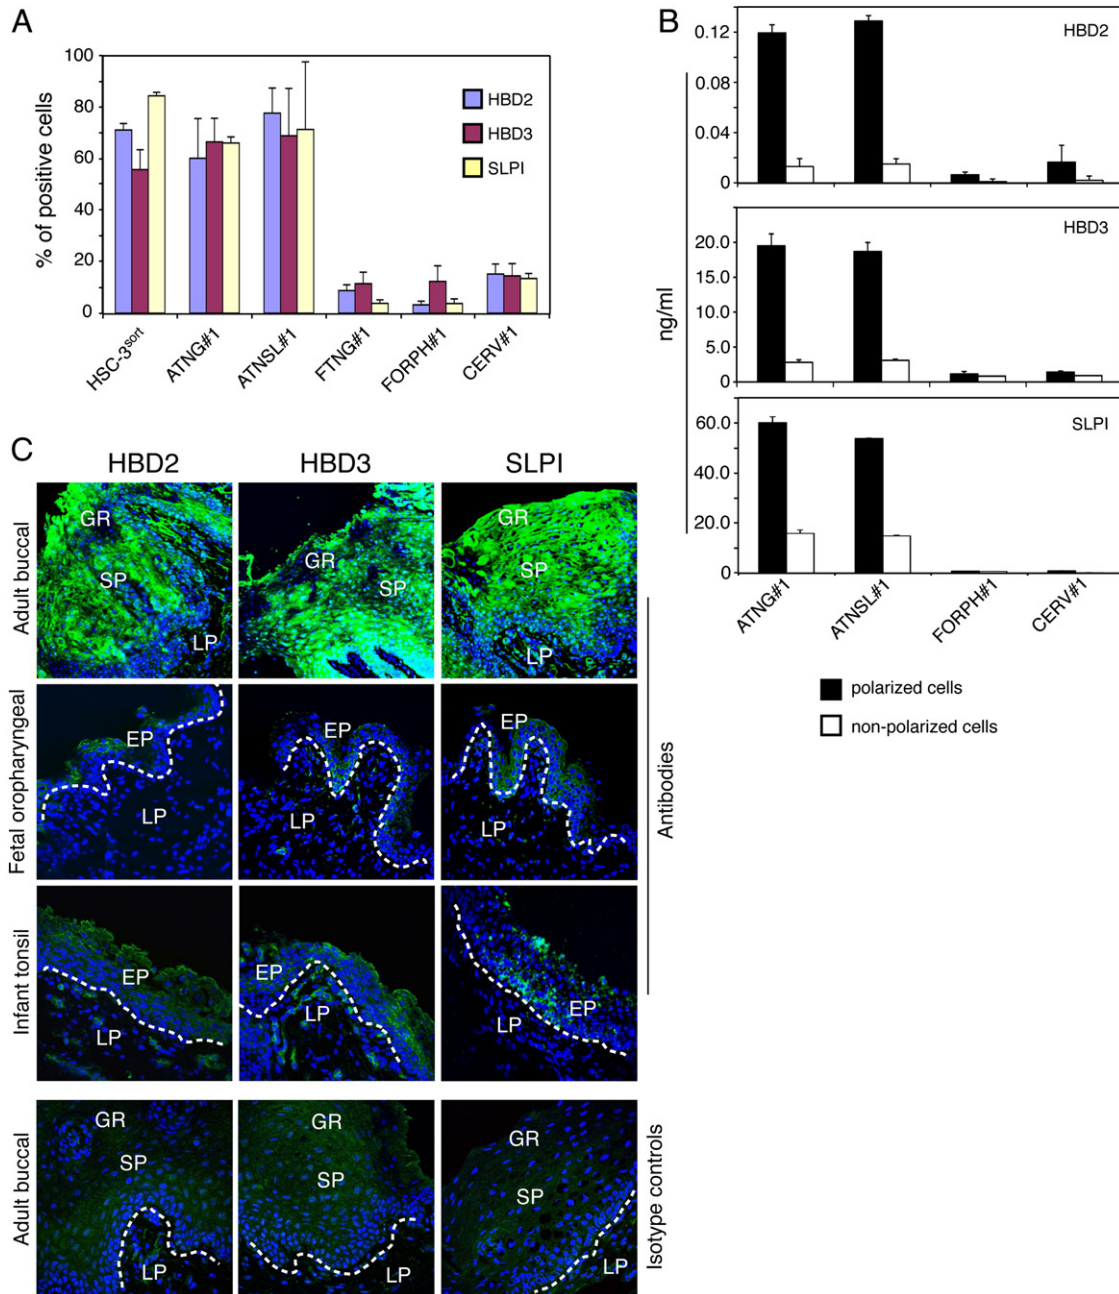 A
% of positive cells
100
80
60
40
20
0
HBD2
HBD3
SLPI
HSC-3sort
ATNG#1
ATNSL#1
FTNG#1
FORPH#1
CERV#1
B
ng/ml
HBD2
0.12
0.04
0
HBD3
20.0
15.0
10.0
5.0
0
SLPI
60.0
40.0
20.0
0
ATNG#1
ATNSL#1
FORPH#1
CERV#1
polarized cells
non-polarized cells
C
HBD2
HBD3
SLPI
Adult buccal
GR
SP
LP
GR
SP
GR
SP
LP
Fetal oropharyngeal
EP
LP
EP
LP
EP
LP
Infant tonsil
EP
LP
EP
LP
EP
LP
Antibodies
Adult buccal
GR
SP
LP
GR
SP
LP
GR
SP
LP
Isotype controls